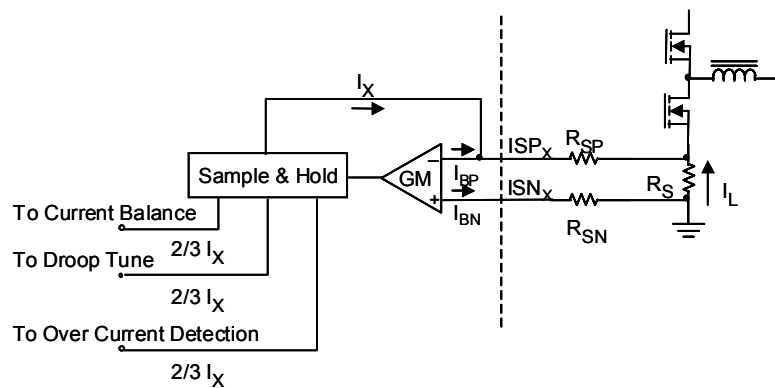 I_X
Sample & Hold
GM
−
+
I_BP
I_BN
ISP_X
ISN_X
R_SP
R_SN
R_S
I_L
To Current Balance
2/3 I_X
To Droop Tune
2/3 I_X
To Over Current Detection
2/3 I_X